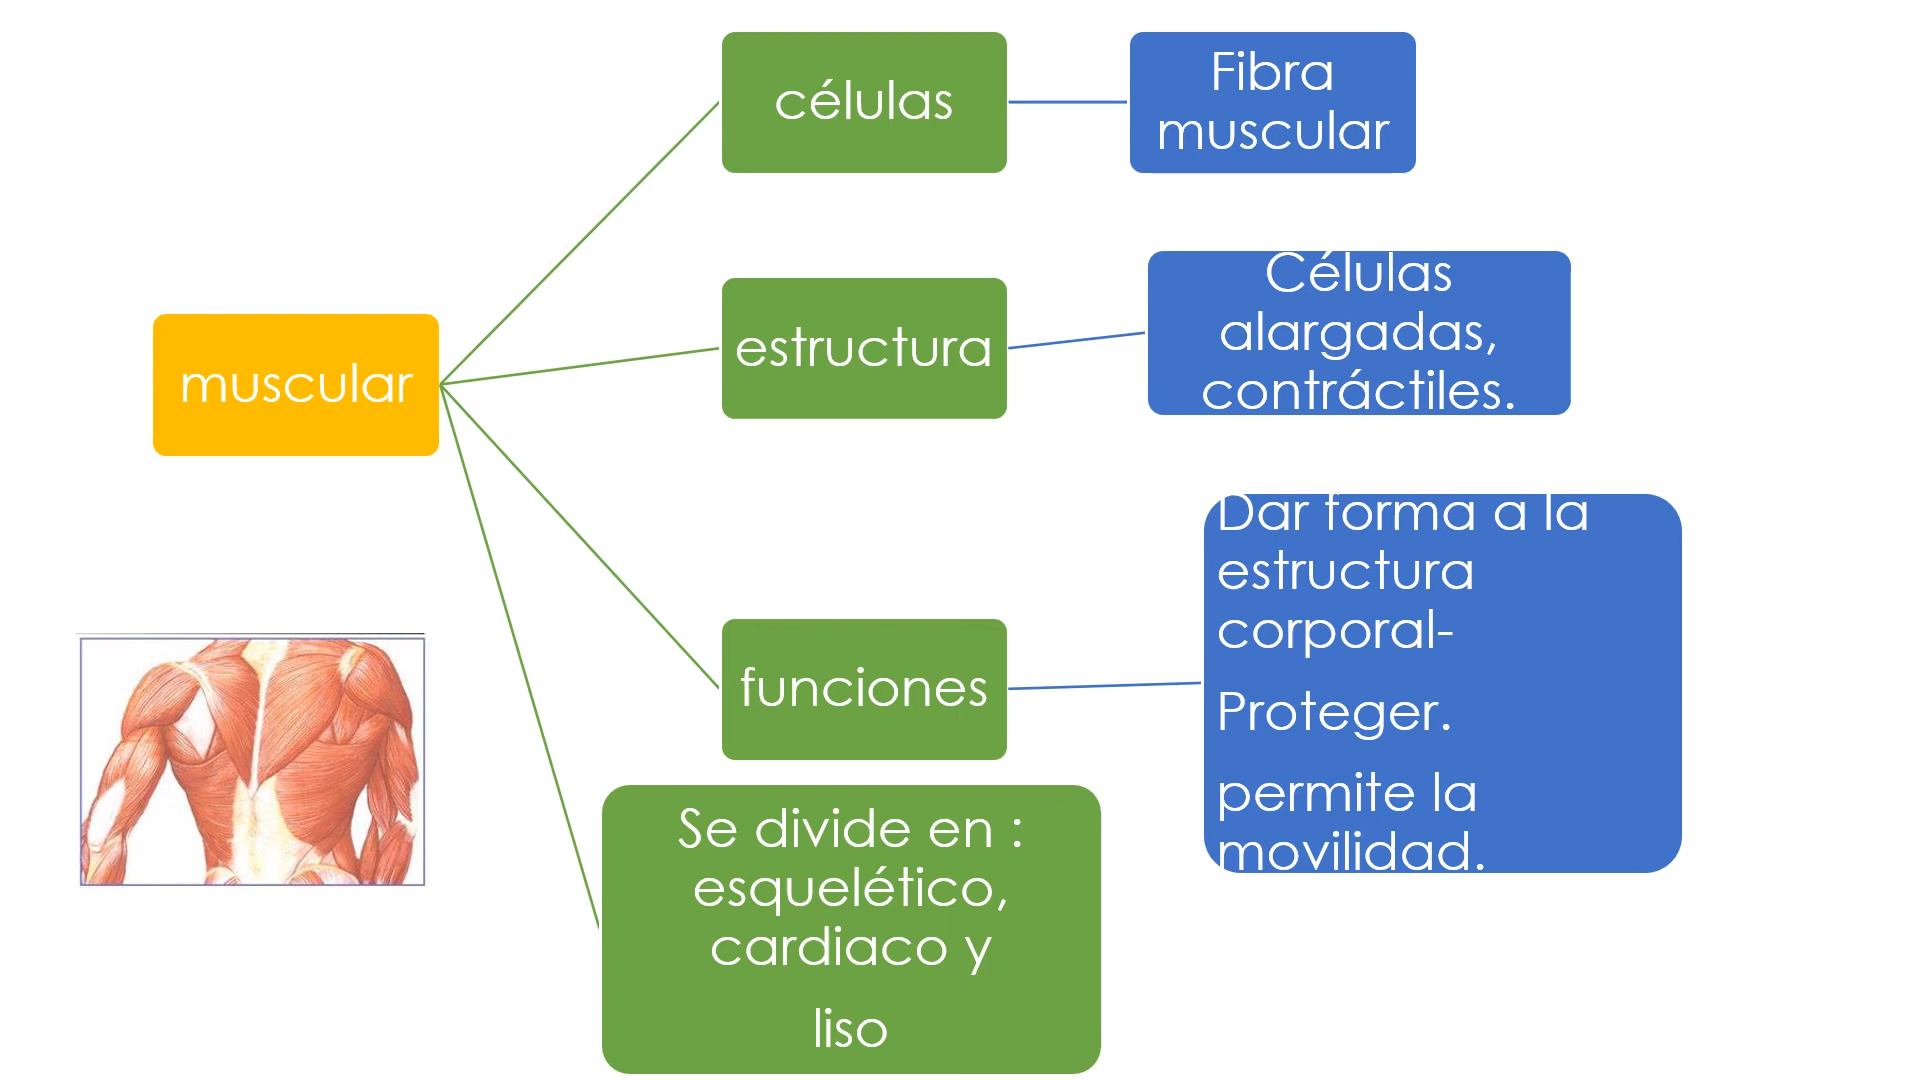 muscular
células
Fibra
muscular
estructura
Células
alargadas,
contráctiles.
funciones
Dar forma a la
estructura
corporal-
Proteger.
permite la
movilidad.
Se divide en :
esquelético,
cardiaco y
liso